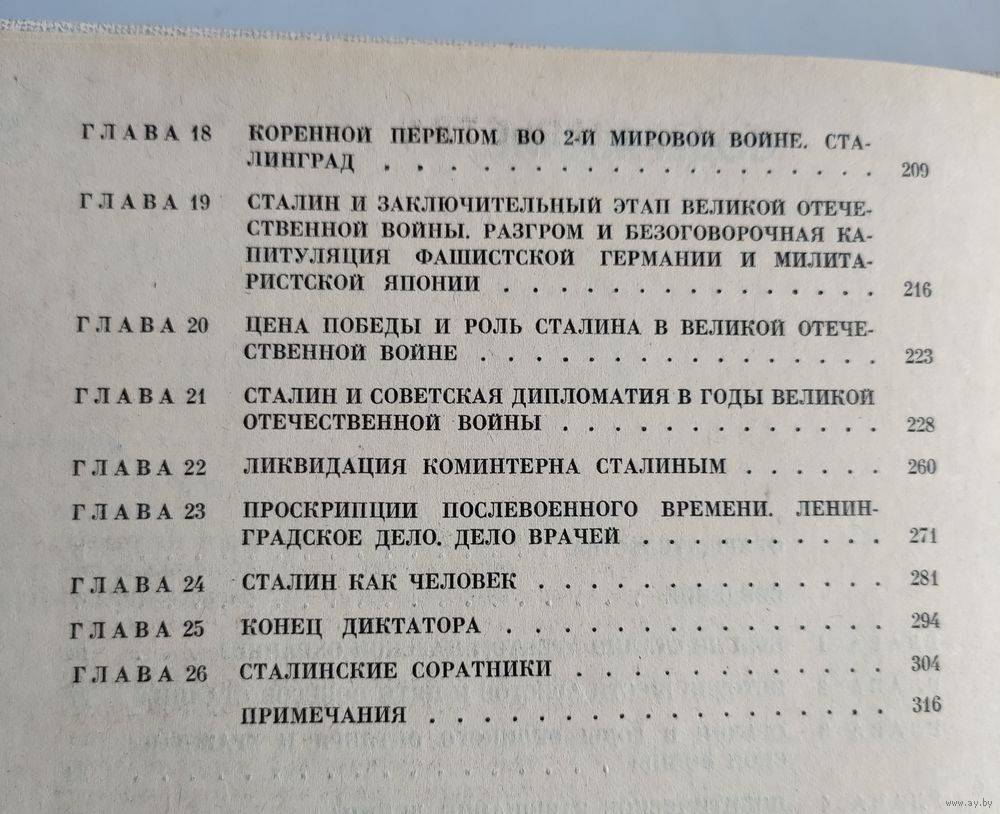 ГЛАВА 18 КОРЕННОЙ ПЕРЕЛОМ ВО 2-Й МИРОВОЙ ВОЙНЕ. СТА-
ЛИНГРАД . . . . . . . . . . . . . . . . . 209
ГЛАВА 19 СТАЛИН И ЗАКЛЮЧИТЕЛЬНЫЙ ЭТАП ВЕЛИКОЙ ОТЕЧЕ-
СТВЕННОЙ ВОЙНЫ. РАЗГРОМ И БЕЗОГОВОРОЧНАЯ КА-
ПИТУЛЯЦИЯ ФАШИСТСКОЙ ГЕРМАНИИ И МИЛИТА-
РИСТСКОЙ ЯПОНИИ . . . . . . . . . . . . . 216
ГЛАВА 20 ЦЕНА ПОБЕДЫ И РОЛЬ СТАЛИНА В ВЕЛИКОЙ ОТЕЧЕ-
СТВЕННОЙ ВОЙНЕ . . . . . . . . . . . . . . 223
ГЛАВА 21 СТАЛИН И СОВЕТСКАЯ ДИПЛОМАТИЯ В ГОДЫ ВЕЛИКОЙ
ОТЕЧЕСТВЕННОЙ ВОЙНЫ . . . . . . . . . . . 228
ГЛАВА 22 ЛИКВИДАЦИЯ КОМИНТЕРНА СТАЛИНЫМ . . . . . 260
ГЛАВА 23 ПРОСКРИПЦИИ ПОСЛЕВОЕННОГО ВРЕМЕНИ. ЛЕНИН-
ГРАДСКОЕ ДЕЛО. ДЕЛО ВРАЧЕЙ . . . . . . . . 271
ГЛАВА 24 СТАЛИН КАК ЧЕЛОВЕК . . . . . . . . . . . . 281
ГЛАВА 25 КОНЕЦ ДИКТАТОРА . . . . . . . . . . . . . 294
ГЛАВА 26 СТАЛИНСКИЕ СОРАТНИКИ . . . . . . . . . . . 304
ПРИМЕЧАНИЯ . . . . . . . . . . . . . . . . 316
www.ay.by